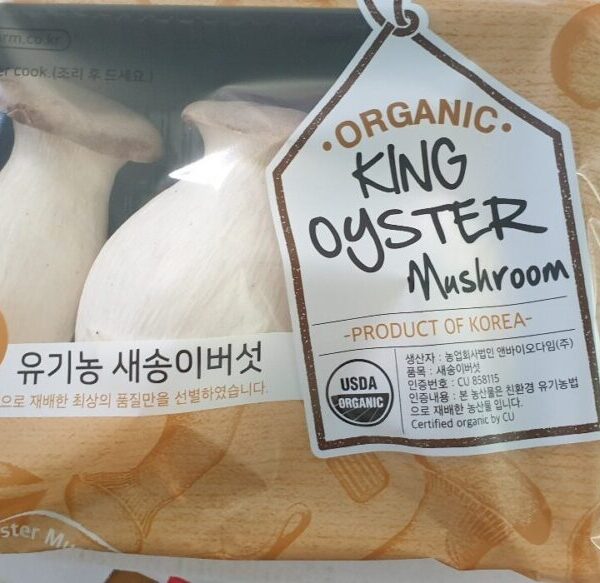 rm.co.kr
er cook.(조리 후 드세요.)
·ORGANIC·
KING
OYSTER
Mushroom
-PRODUCT OF KOREA-
USDA
ORGANIC
생산자 : 농업회사법인 앤바이오다임(주)
품목 : 새송이버섯
인증번호 : CU 858115
인증내용 : 본 농산물은 친환경 유기농법
으로 재배한 농산물 입니다.
Certified organic by CU
유기농 새송이버섯
으로 재배한 최상의 품질만을 선별하였습니다.
ster Mu